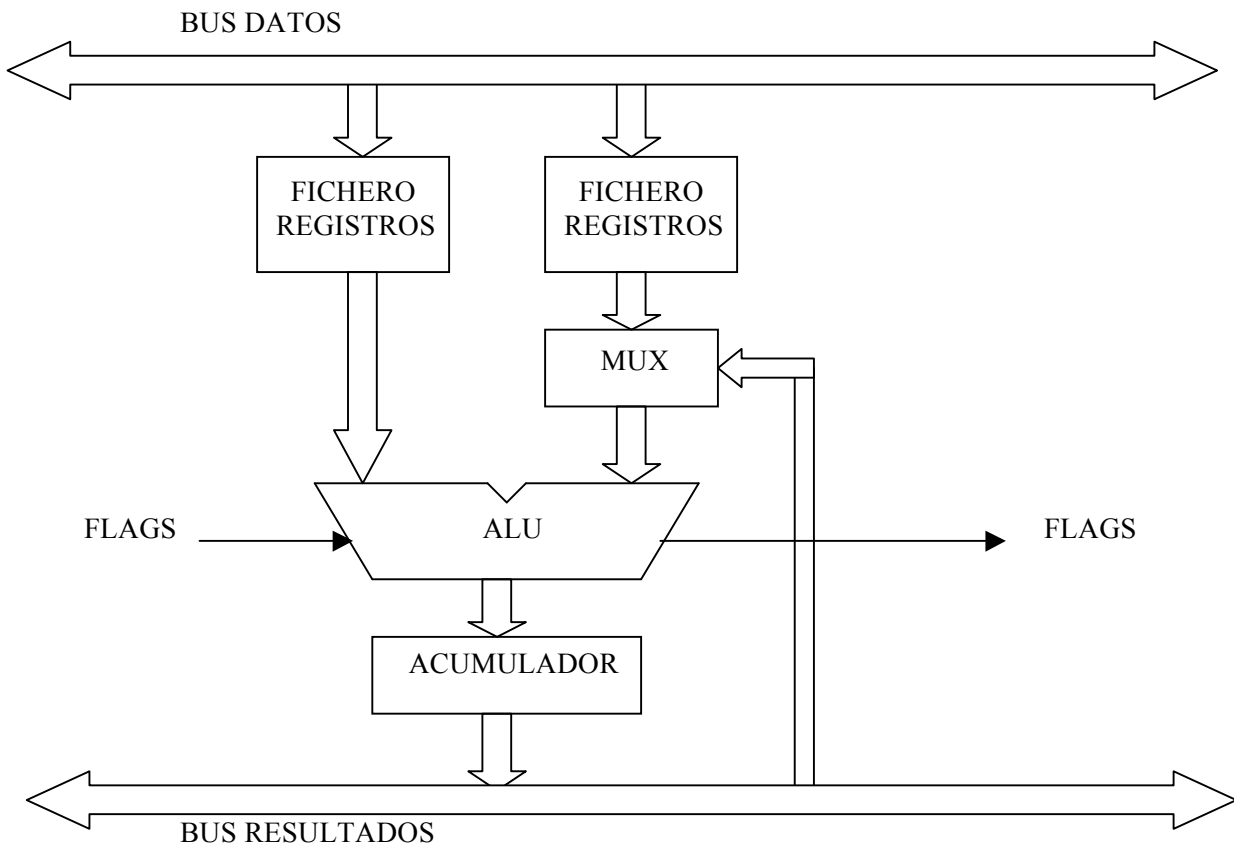 BUS DATOS
FICHERO
REGISTROS
FICHERO
REGISTROS
MUX
FLAGS
ALU
FLAGS
ACUMULADOR
BUS RESULTADOS